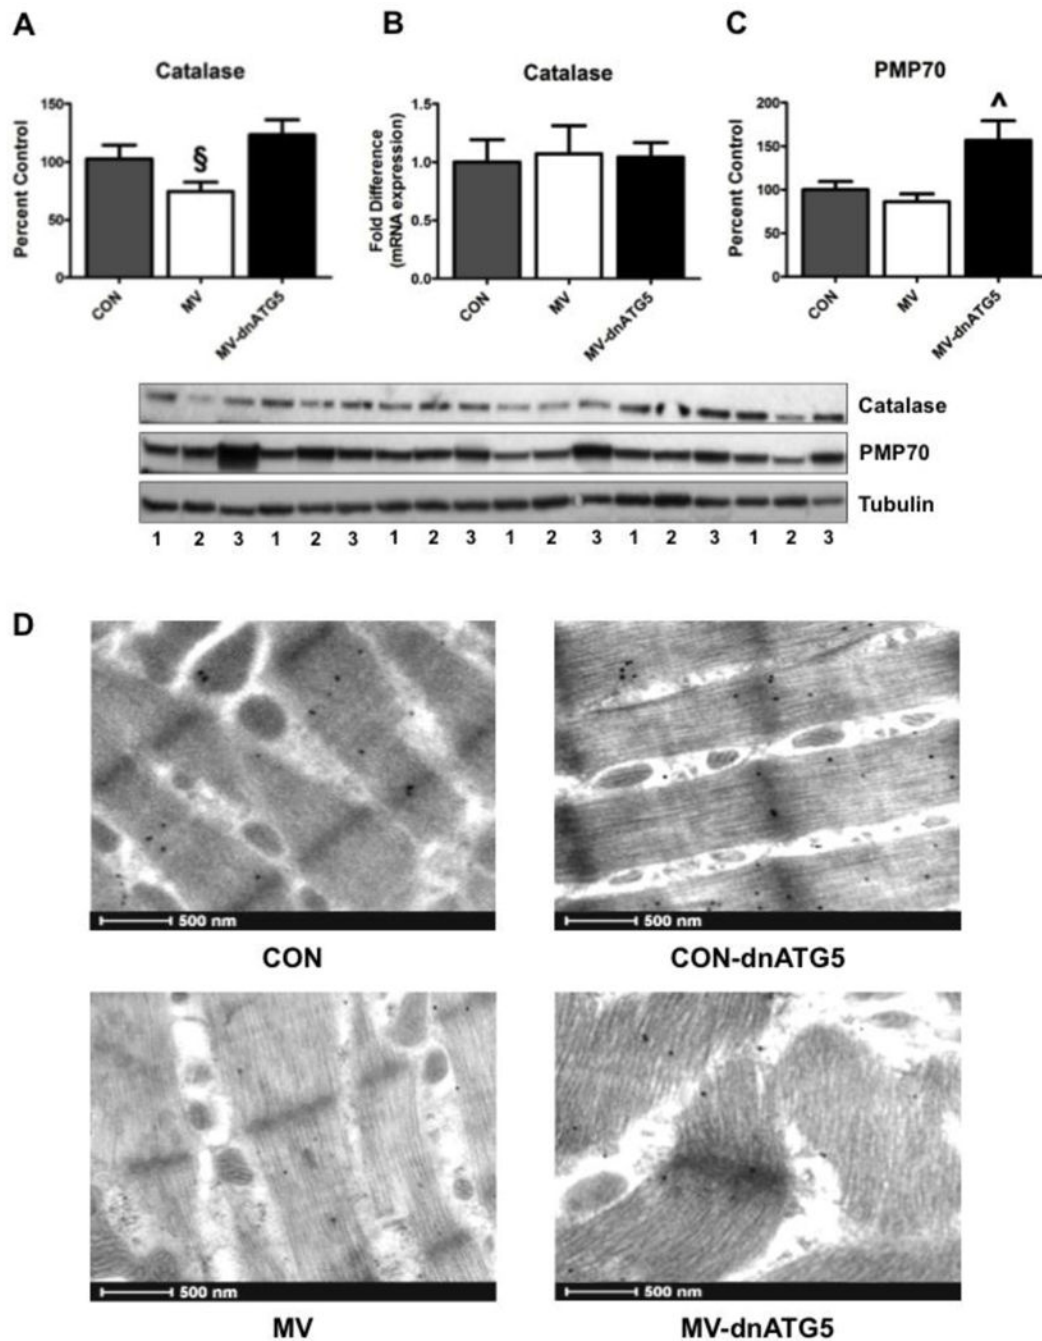 A
B
C
Catalase
Catalase
PMP70
Percent Control
150
100
50
0
CON
MV
MV-dnATG5
Fold Difference
(mRNA expression)
1.5
1.0
0.5
0.0
CON
MV
MV-dnATG5
Percent Control
200
150
100
50
0
CON
MV
MV-dnATG5
§
^
Catalase
PMP70
Tubulin
1 2 3 1 2 3 1 2 3 1 2 3 1 2 3 1 2 3
D
500 nm
500 nm
CON
CON-dnATG5
500 nm
500 nm
MV
MV-dnATG5